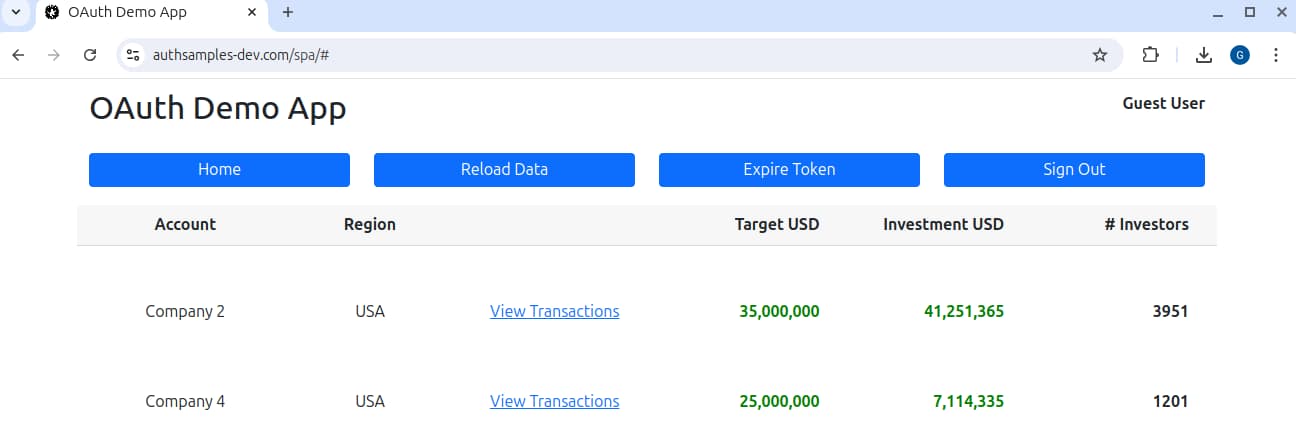 OAuth Demo App
authsamples-dev.com/spa/#
G
OAuth Demo App
Guest User
Home Reload Data Expire Token Sign Out
Account Region Target USD Investment USD # Investors
Company 2 USA View Transactions 35,000,000 41,251,365 3951
Company 4 USA View Transactions 25,000,000 7,114,335 1201